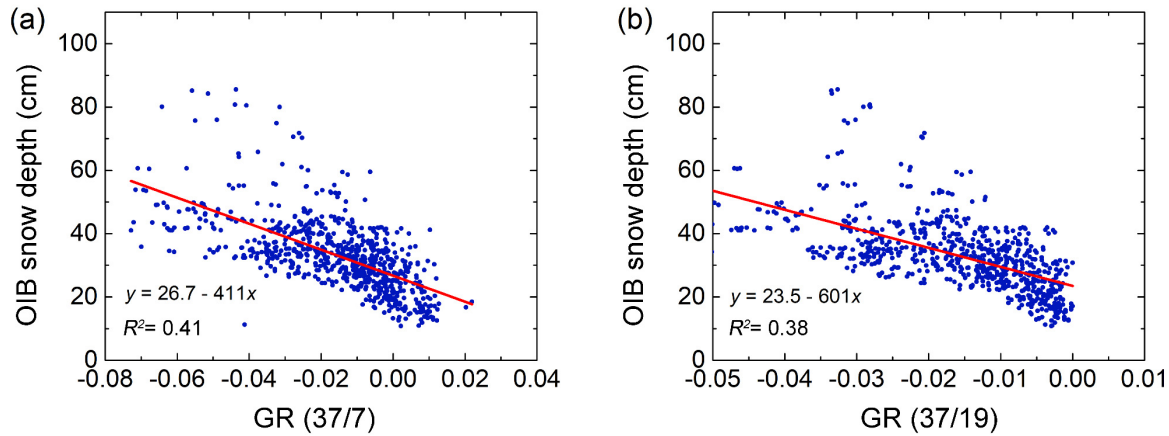 (a)
OIB snow depth (cm)
100
80
60
40
20
0
y = 26.7 - 411x
R²= 0.41
-0.08 -0.06 -0.04 -0.02 0.00 0.02 0.04
GR (37/7)
(b)
OIB snow depth (cm)
100
80
60
40
20
0
y = 23.5 - 601x
R²= 0.38
-0.05 -0.04 -0.03 -0.02 -0.01 0.00 0.01
GR (37/19)